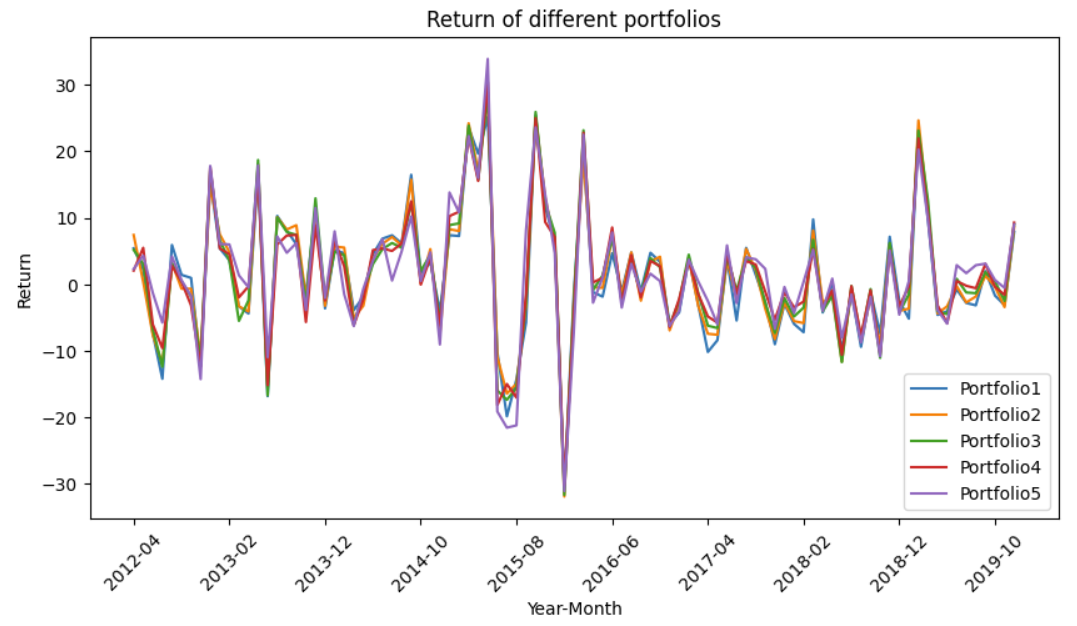 Return of different portfolios
Return
30
20
10
0
−10
−20
−30
Portfolio1
Portfolio2
Portfolio3
Portfolio4
Portfolio5
2012-04
2013-02
2013-12
2014-10
2015-08
2016-06
2017-04
2018-02
2018-12
2019-10
Year-Month